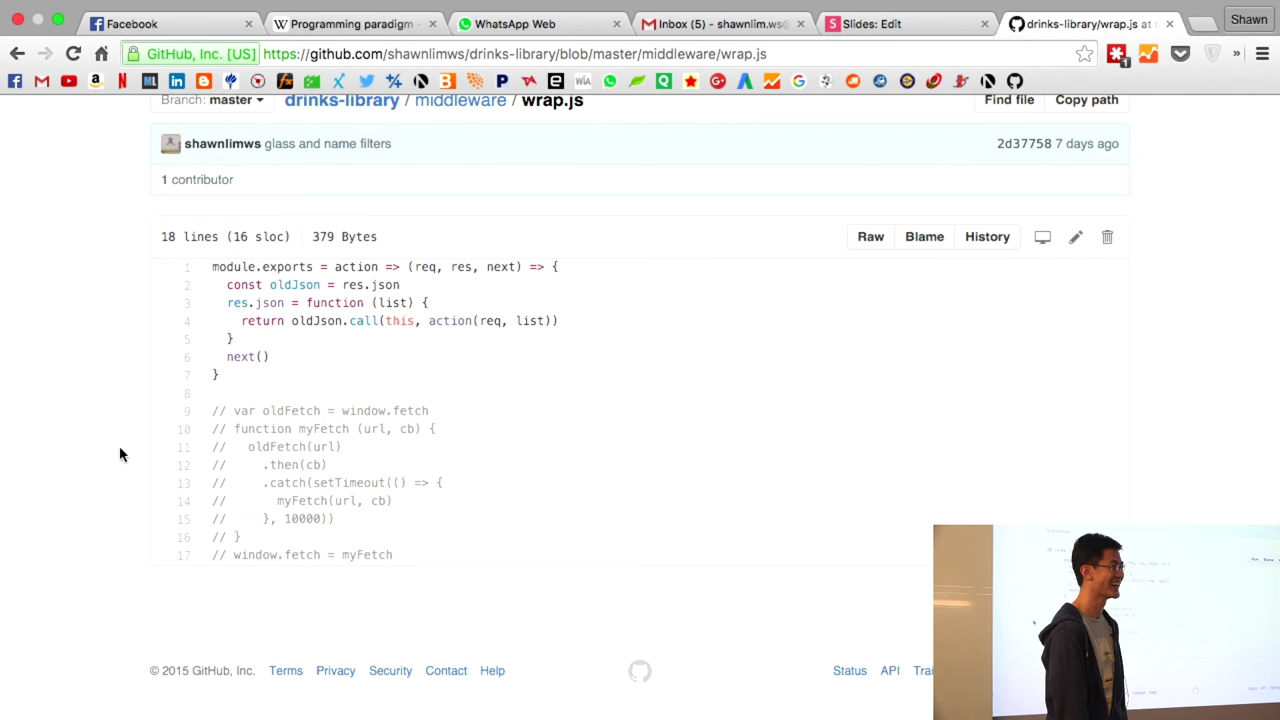 Facebook
Programming paradigm -
WhatsApp Web
Inbox (5) - shawnlim.ws@
Slides: Edit
drinks-library/wrap.js at
Shawn
GitHub, Inc. [US]
https://github.com/shawnlimws/drinks-library/blob/master/middleware/wrap.js
Branch: master
drinks-library / middleware / wrap.js
Find file
Copy path
shawnlimws glass and name filters
2d37758 7 days ago
1 contributor
18 lines (16 sloc)
379 Bytes
Raw
Blame
History
1 module.exports = action => (req, res, next) => {
2 const oldJson = res.json
3 res.json = function (list) {
4 return oldJson.call(this, action(req, list))
5 }
6 next()
7 }
8
9 // var oldFetch = window.fetch
10 // function myFetch (url, cb) {
11 // oldFetch(url)
12 // .then(cb)
13 // .catch(setTimeout(() => {
14 // myFetch(url, cb)
15 // }, 10000))
16 // }
17 // window.fetch = myFetch
© 2015 GitHub, Inc.
Terms
Privacy
Security
Contact
Help
Status
API
Trai